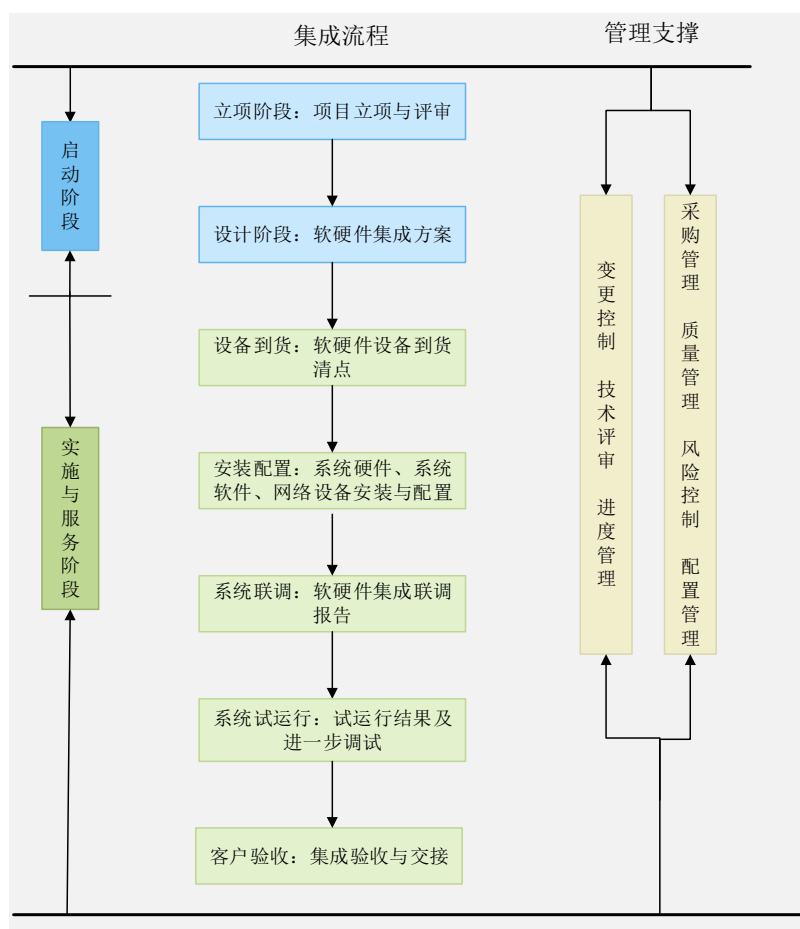 集成流程
管理支撑
启动阶段
实施与服务阶段
立项阶段：项目立项与评审
设计阶段：软硬件集成方案
设备到货：软硬件设备到货
清点
安装配置：系统硬件、系统
软件、网络设备安装与配置
系统联调：软硬件集成联调
报告
系统试运行：试运行结果及
进一步调试
客户验收：集成验收与交接
变更控制 技术评审 进度管理
采购管理 质量管理 风险控制 配置管理